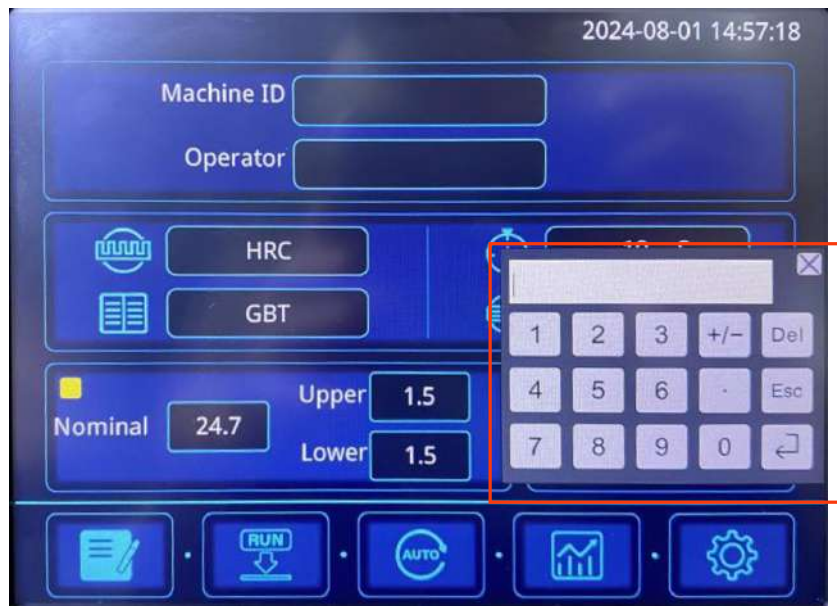 2024-08-01 14:57:18
Machine ID
Operator
HRC
GBT
Nominal 24.7
Upper 1.5
Lower 1.5
1 2 3 +/- Del
4 5 6 . Esc
7 8 9 0
RUN
AUTO